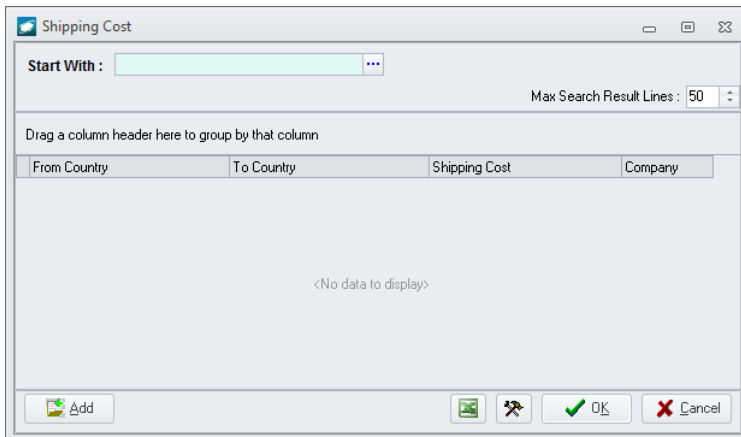 Shipping Cost
Start With :
...
Max Search Result Lines : 50
Drag a column header here to group by that column
From Country To Country Shipping Cost Company
<No data to display>
Add OK Cancel